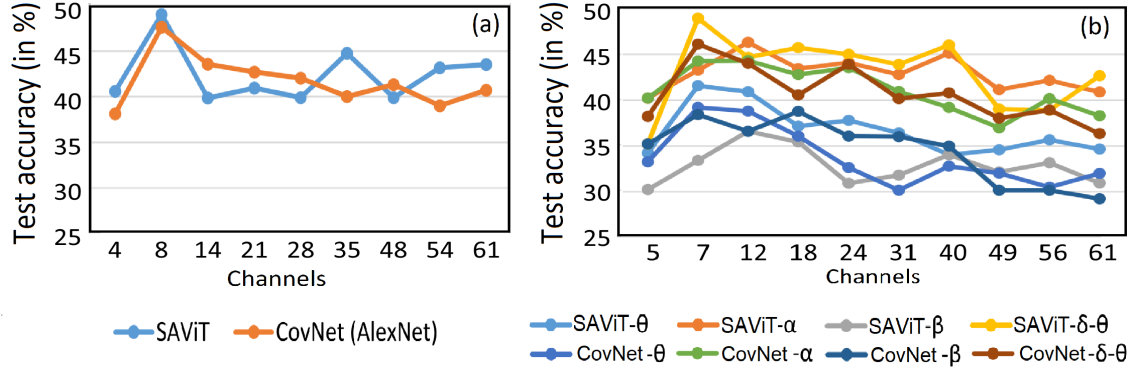 (a)
Test accuracy (in %)
50
45
40
35
30
25
4 8 14 21 28 35 48 54 61
Channels
SAViT CovNet (AlexNet)
(b)
Test accuracy (in %)
50
45
40
35
30
25
5 7 12 18 24 31 40 49 56 61
Channels
SAViT-θ SAViT-α SAViT-β SAViT-δ-θ
CovNet-θ CovNet-α CovNet-β CovNet-δ-θ